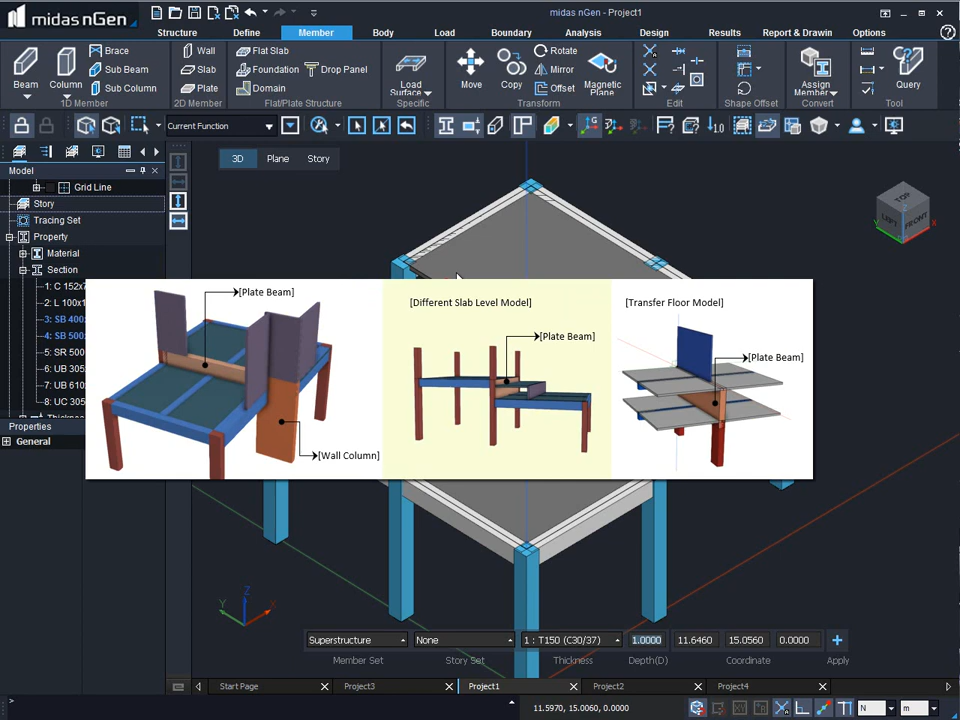 midas nGen
midas nGen - Project1
Structure
Define
Member
Body
Load
Boundary
Analysis
Design
Results
Report & Drawin
Options
Beam
Column
Brace
Sub Beam
Sub Column
1D Member
Wall
Slab
Plate
2D Member
Flat Slab
Foundation
Drop Panel
Domain
Flat/Plate Structure
Load
Surface
Specific
Move
Copy
Rotate
Mirror
Offset
Magnetic
Plane
Transform
Edit
Shape Offset
Assign
Member
Convert
Query
Tool
Current Function
1.0
Model
3D
Plane
Story
TOP
LEFT
FRONT
Y
X
Grid Line
Story
Tracing Set
Property
Material
Section
1: C 152x7
2: L 100x1
3: SB 400
4: SB 500
5: SR 500
6: UB 305
7: UB 610
8: UC 305
Properties
General
[Plate Beam]
[Wall Column]
[Different Slab Level Model]
[Plate Beam]
[Transfer Floor Model]
[Plate Beam]
Z
Y
X
Superstructure
None
1 : T150 (C30/37)
1.0000
11.6460
15.0560
0.0000
Member Set
Story Set
Thickness
Depth(D)
Coordinate
Apply
Start Page
Project3
Project1
Project2
Project4
>
11.5970, 15.0060, 0.0000
N
m